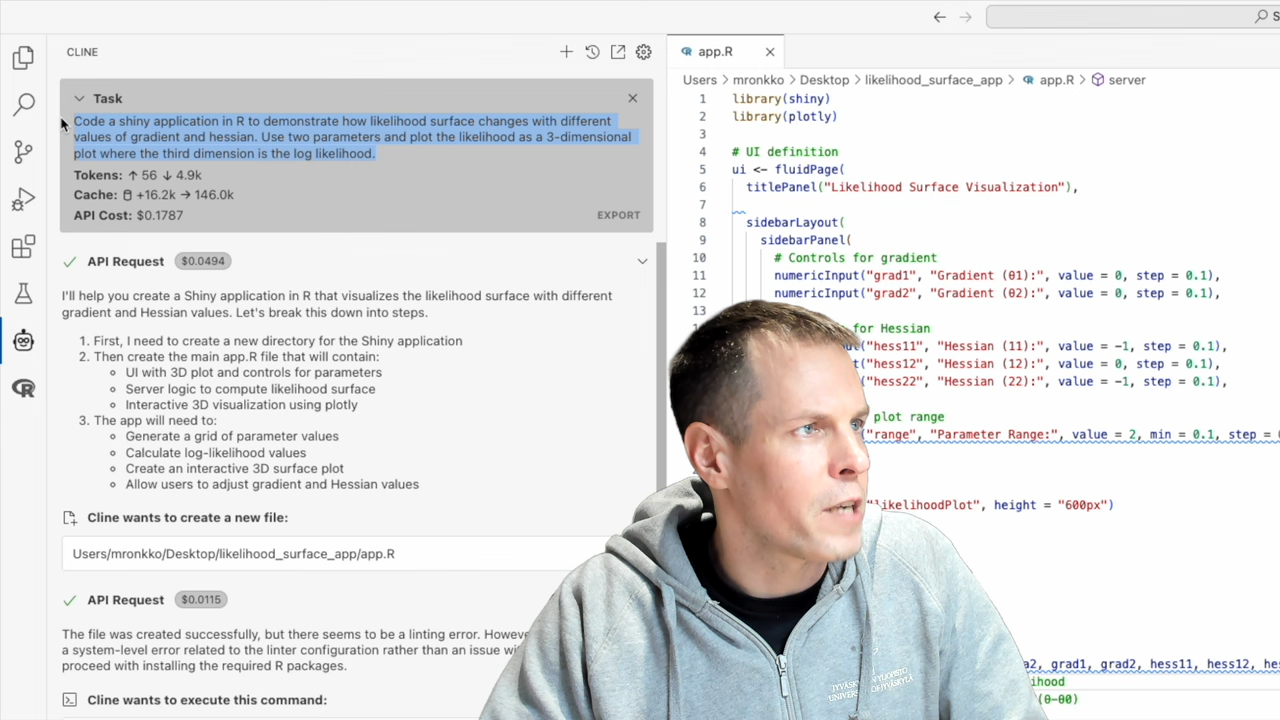 CLINE
Task
Code a shiny application in R to demonstrate how likelihood surface changes with different
values of gradient and hessian. Use two parameters and plot the likelihood as a 3-dimensional
plot where the third dimension is the log likelihood.
Tokens: ↑ 56 ↓ 4.9k
Cache: +16.2k → 146.0k
API Cost: $0.1787
EXPORT
API Request $0.0494
I'll help you create a Shiny application in R that visualizes the likelihood surface with different
gradient and Hessian values. Let's break this down into steps.
1. First, I need to create a new directory for the Shiny application
2. Then create the main app.R file that will contain:
UI with 3D plot and controls for parameters
Server logic to compute likelihood surface
Interactive 3D visualization using plotly
3. The app will need to:
Generate a grid of parameter values
Calculate log-likelihood values
Create an interactive 3D surface plot
Allow users to adjust gradient and Hessian values
Cline wants to create a new file:
Users/mronkko/Desktop/likelihood_surface_app/app.R
API Request $0.0115
The file was created successfully, but there seems to be a linting error.
a system-level error related to the linter configuration rather than an issue
proceed with installing the required R packages.
Cline wants to execute this command:
app.R
Users > mronkko > Desktop > likelihood_surface_app > app.R > server
1 library(shiny)
2 library(plotly)
3
4 # UI definition
5 ui <- fluidPage(
6 titlePanel("Likelihood Surface Visualization"),
7
8 sidebarLayout(
9 sidebarPanel(
10 # Controls for gradient
11 numericInput("grad1", "Gradient (θ1):", value = 0, step = 0.1),
12 numericInput("grad2", "Gradient (θ2):", value = 0, step = 0.1),
13
for Hessian
"hess11", "Hessian (11):", value = -1, step = 0.1),
"hess12", "Hessian (12):", value = 0, step = 0.1),
"hess22", "Hessian (22):", value = -1, step = 0.1),
plot range
"range", "Parameter Range:", value = 2, min = 0.1, step =
"likelihoodPlot", height = "600px")
a2, grad1, grad2, hess11, hess12,
ihood
(θ-θ0)